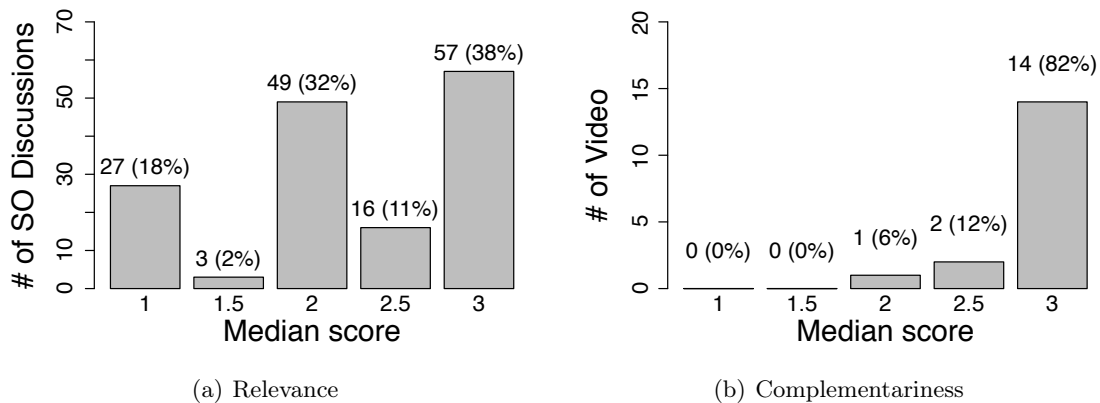 # of SO Discussions
70
50
30
10
0
27 (18%)
3 (2%)
49 (32%)
16 (11%)
57 (38%)
1 1.5 2 2.5 3
Median score
(a) Relevance
# of Video
20
15
10
5
0
0 (0%)
0 (0%)
1 (6%)
2 (12%)
14 (82%)
1 1.5 2 2.5 3
Median score
(b) Complementariness